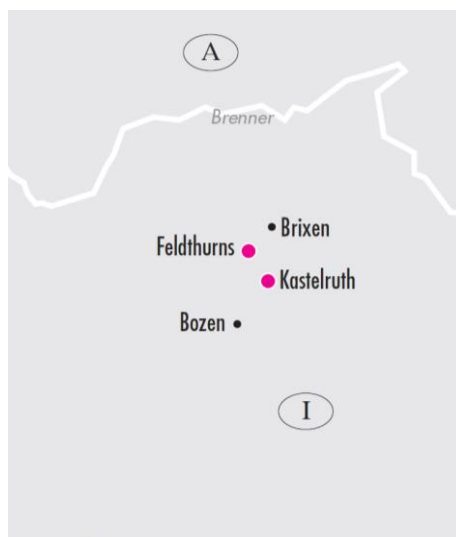 A
Brenner
Brixen
Feldthurns
Kastelruth
Bozen
I